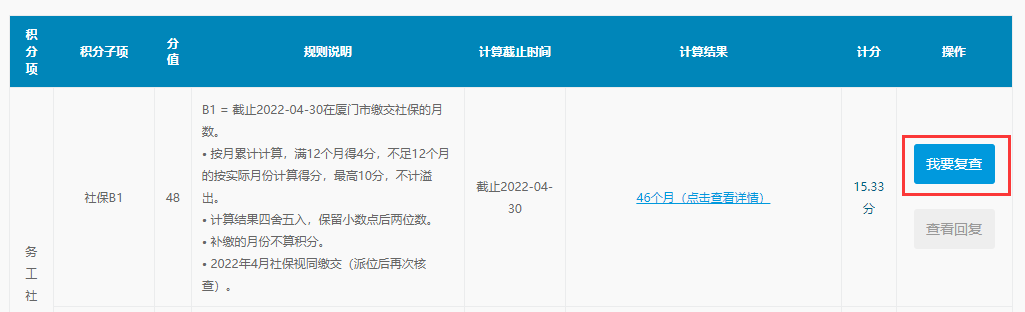 积
分
项
积分子项
分
值
规则说明
计算截止时间
计算结果
计分
操作
务
工
社
社保B1
48
B1 = 截止2022-04-30在厦门市缴交社保的月
数。
• 按月累计计算，满12个月得4分，不足12个月
的按实际月份计算得分，最高10分，不计溢
出。
• 计算结果四舍五入，保留小数点后两位数。
• 补缴的月份不算积分。
• 2022年4月社保视同缴交（派位后再次核
查）。
截止2022-04-
30
46个月（点击查看详情）
15.33
分
我要复查
查看回复